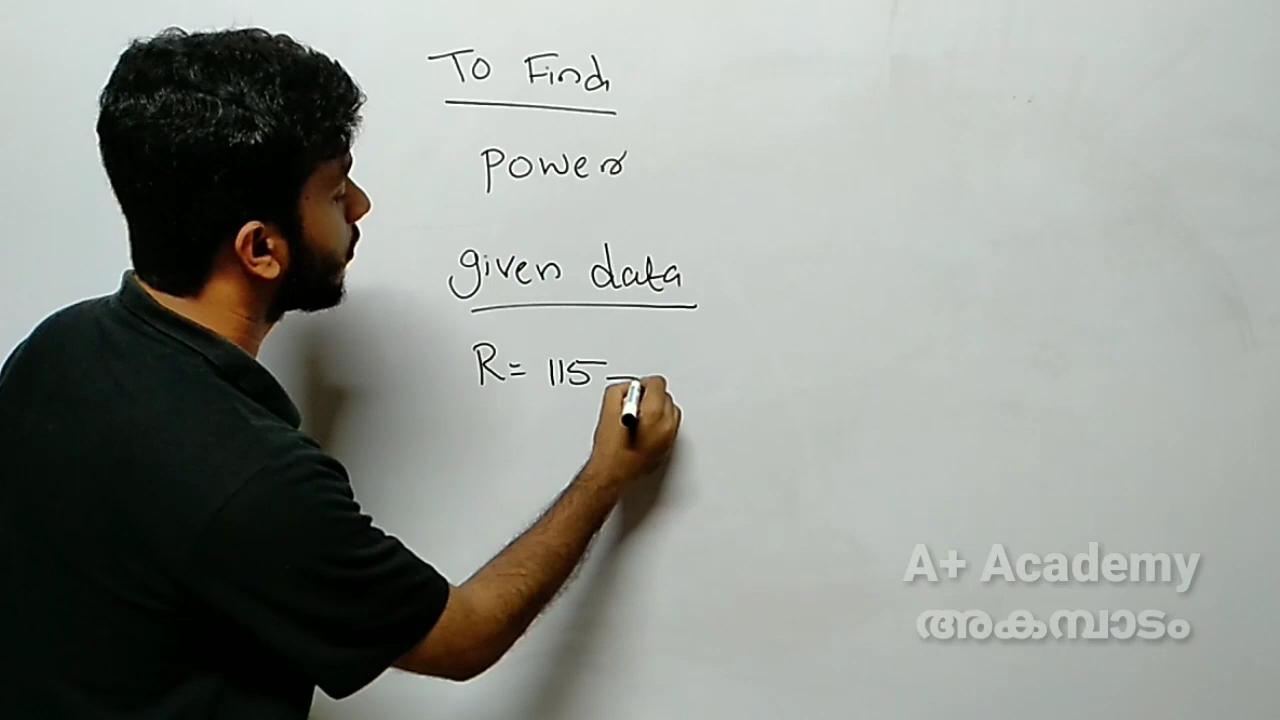 To Find
Power
given data
R= 115
A+ Academy
അകമ്പാടം